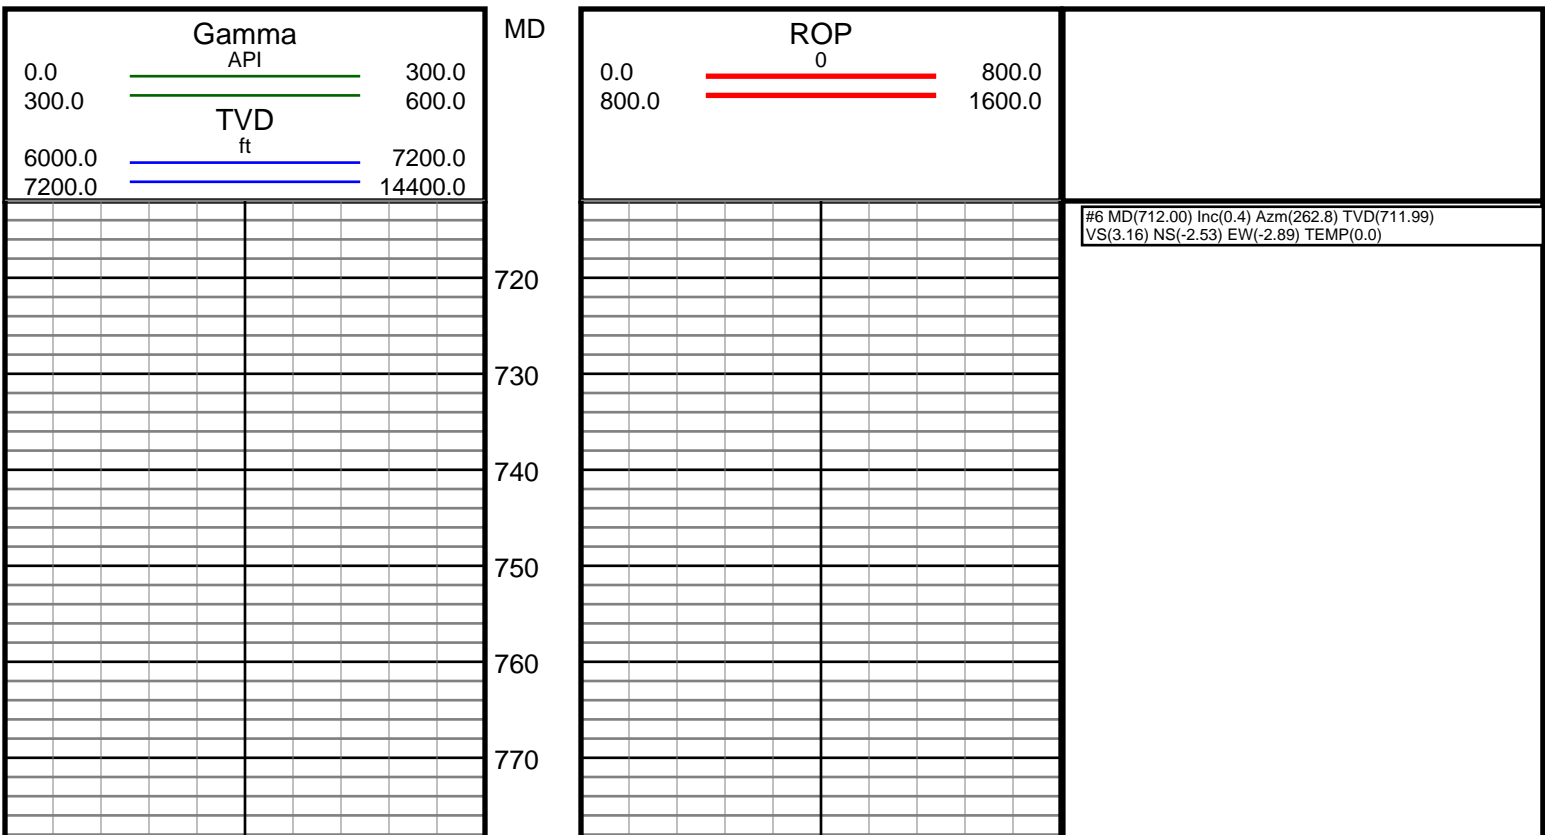 Gamma
API
0.0 300.0
300.0 600.0
TVD
ft
6000.0 7200.0
7200.0 14400.0
MD
ROP
0
0.0 800.0
800.0 1600.0
#6 MD(712.00) Inc(0.4) Azm(262.8) TVD(711.99)
VS(3.16) NS(-2.53) EW(-2.89) TEMP(0.0)
720
730
740
750
760
770